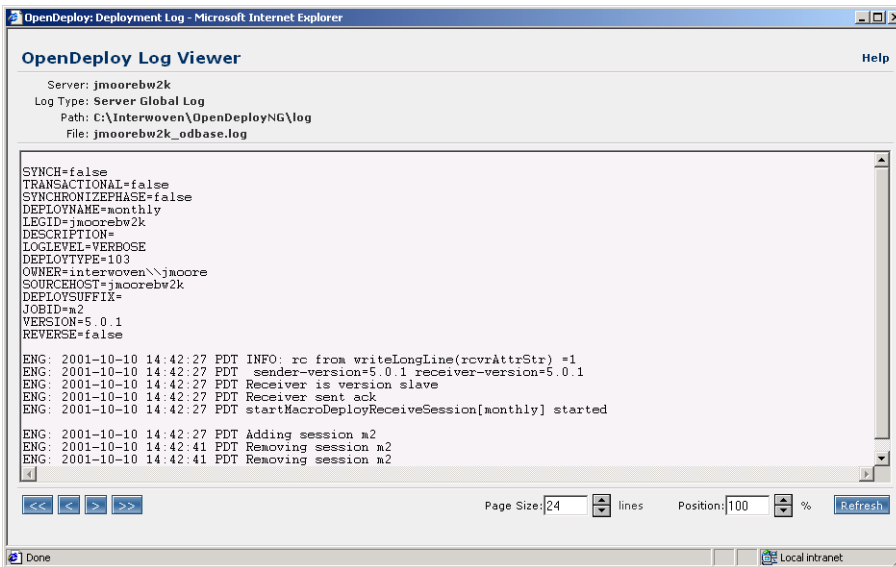 OpenDeploy: Deployment Log - Microsoft Internet Explorer
OpenDeploy Log Viewer
Help
Server: jmoorebw2k
Log Type: Server Global Log
Path: C:\Interwoven\OpenDeployNG\log
File: jmoorebw2k_odbase.log
SYNCH=false
TRANSACTIONAL=false
SYNCHRONIZEPHASE=false
DEPLOYNAME=monthly
LEGID=jmoorebw2k
DESCRIPTION=
LOGLEVEL=VERBOSE
DEPLOYTYPE=103
OWNER=interwoven\\jmoore
SOURCEHOST=jmoorebw2k
DEPLOYSUFFIX=
JOBID=m2
VERSION=5.0.1
REVERSE=false
ENG: 2001-10-10 14:42:27 PDT INFO: rc from writeLongLine(rcvrAttrStr) =1
ENG: 2001-10-10 14:42:27 PDT  sender-version=5.0.1 receiver-version=5.0.1
ENG: 2001-10-10 14:42:27 PDT Receiver is version slave
ENG: 2001-10-10 14:42:27 PDT Receiver sent ack
ENG: 2001-10-10 14:42:27 PDT startMacroDeployReceiveSession[monthly] started
ENG: 2001-10-10 14:42:27 PDT Adding session m2
ENG: 2001-10-10 14:42:41 PDT Removing session m2
ENG: 2001-10-10 14:42:41 PDT Removing session m2
<< < > >> Page Size: 24 lines Position: 100 % Refresh
Done Local intranet